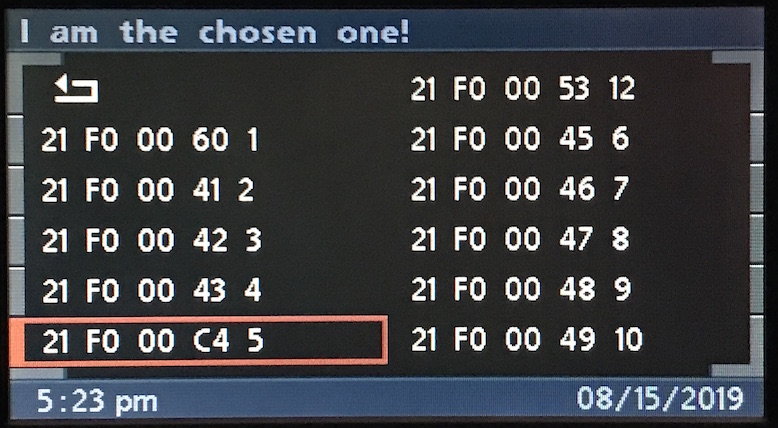 I am the chosen one!
21 F0 00 60 1
21 F0 00 41 2
21 F0 00 42 3
21 F0 00 43 4
21 F0 00 C4 5
21 F0 00 53 12
21 F0 00 45 6
21 F0 00 46 7
21 F0 00 47 8
21 F0 00 48 9
21 F0 00 49 10
5:23 pm
08/15/2019